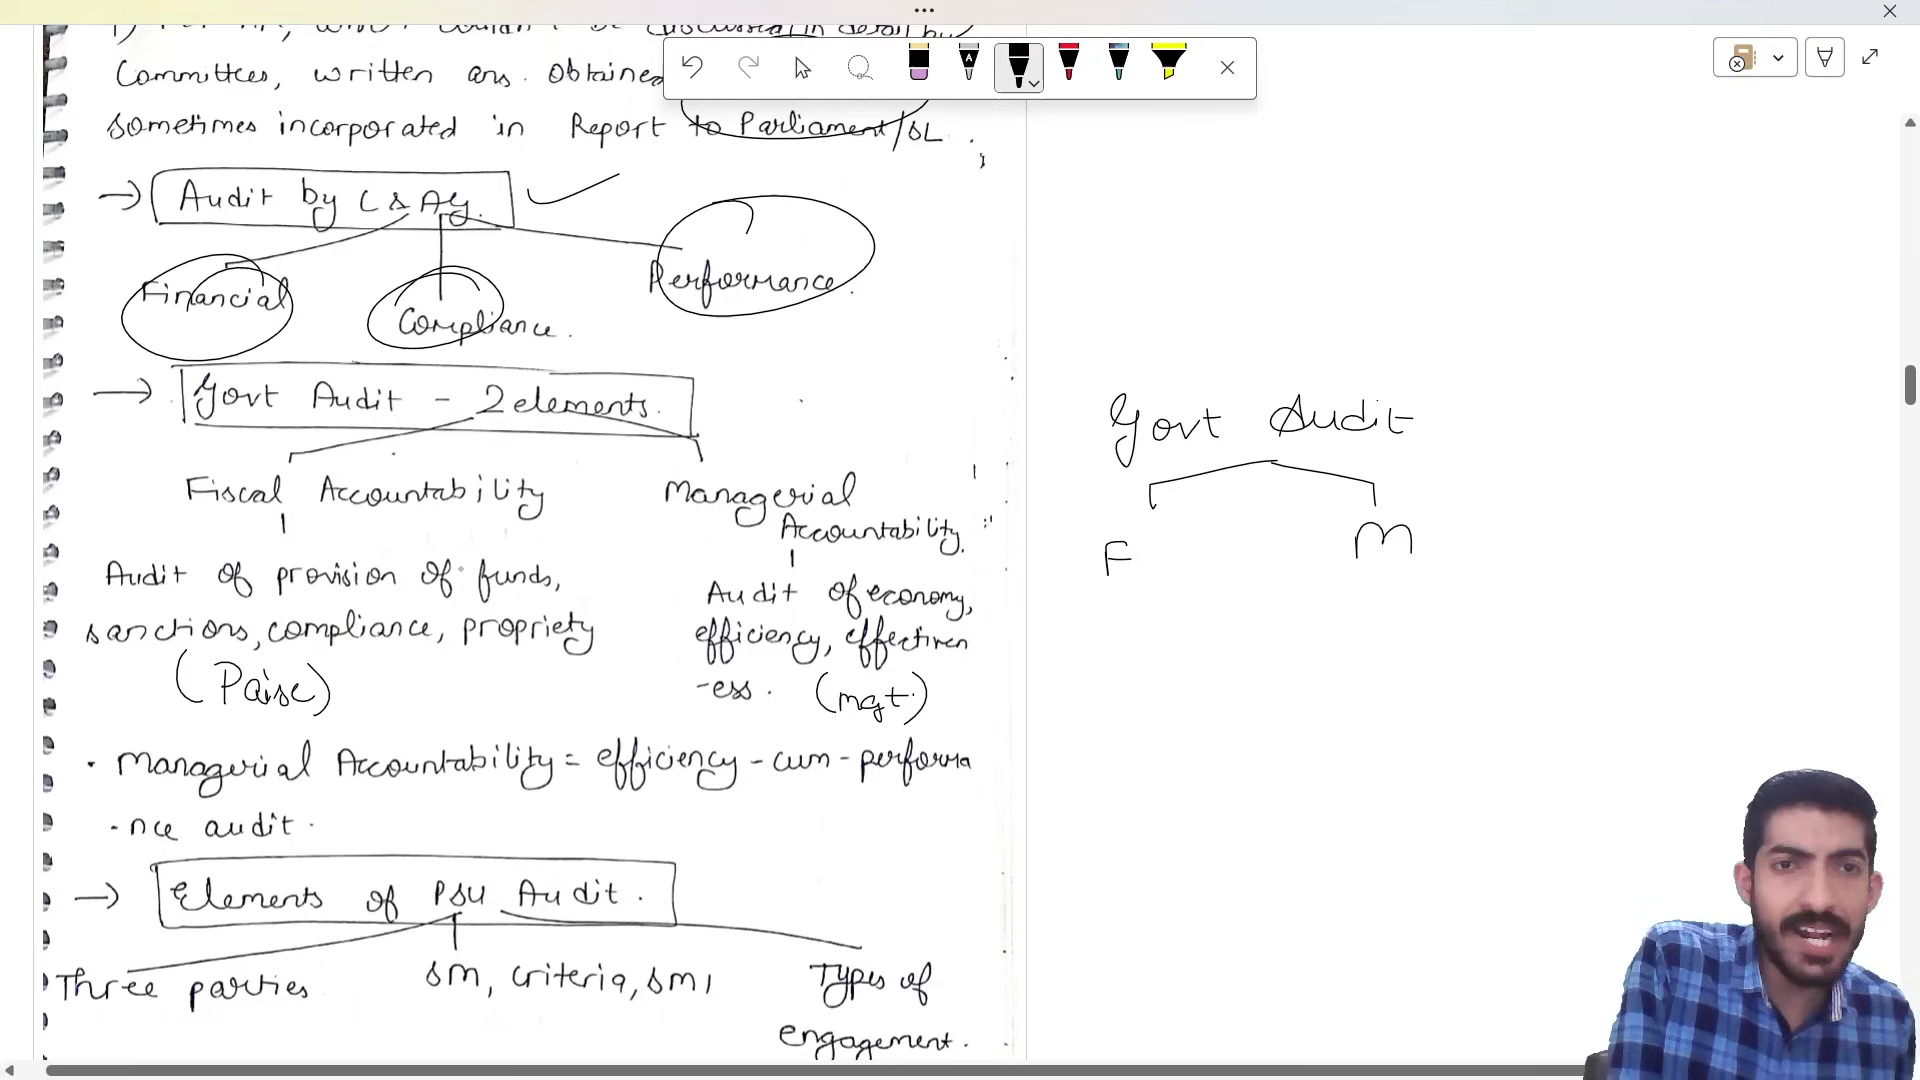 Committees, written ans. obtained
sometimes incorporated in Report to Parliament/SL.
→ Audit by C&AG.
Financial
Compliance.
Performance.
→ Govt Audit - 2 elements.
Fiscal Accountability
Managerial
Accountability.
Audit of provision of funds,
sanctions, compliance, propriety
(Paise)
Audit of economy,
efficiency, effectiven
-ess. (mgt.)
• Managerial Accountability = efficiency-cum-performa
-nce audit.
→ Elements of PSU Audit.
Three parties
SM, criteria, SMI
Types of
engagement.
Govt Audit
F
M